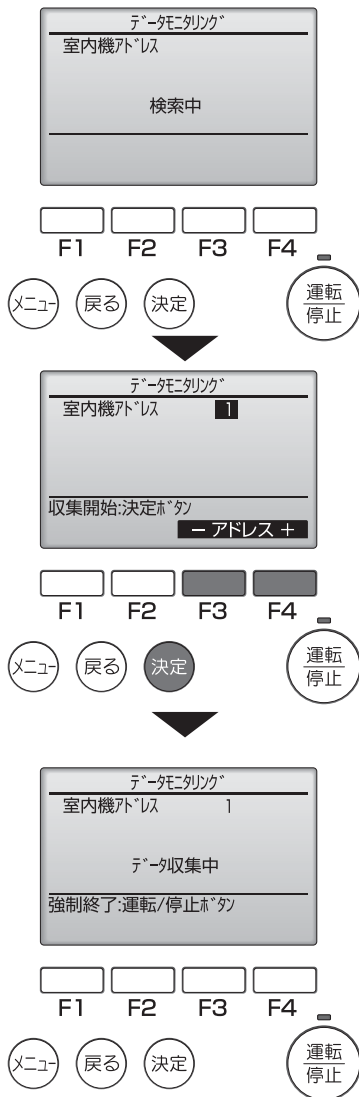 データモニタリング
室内機アドレス
検索中
F1 F2 F3 F4
メニュー 戻る 決定 運転
停止
データモニタリング
室内機アドレス 1
収集開始:決定ボタン
− アドレス +
F1 F2 F3 F4
メニュー 戻る 決定 運転
停止
データモニタリング
室内機アドレス 1
データ収集中
強制終了:運転/停止ボタン
F1 F2 F3 F4
メニュー 戻る 決定 運転
停止